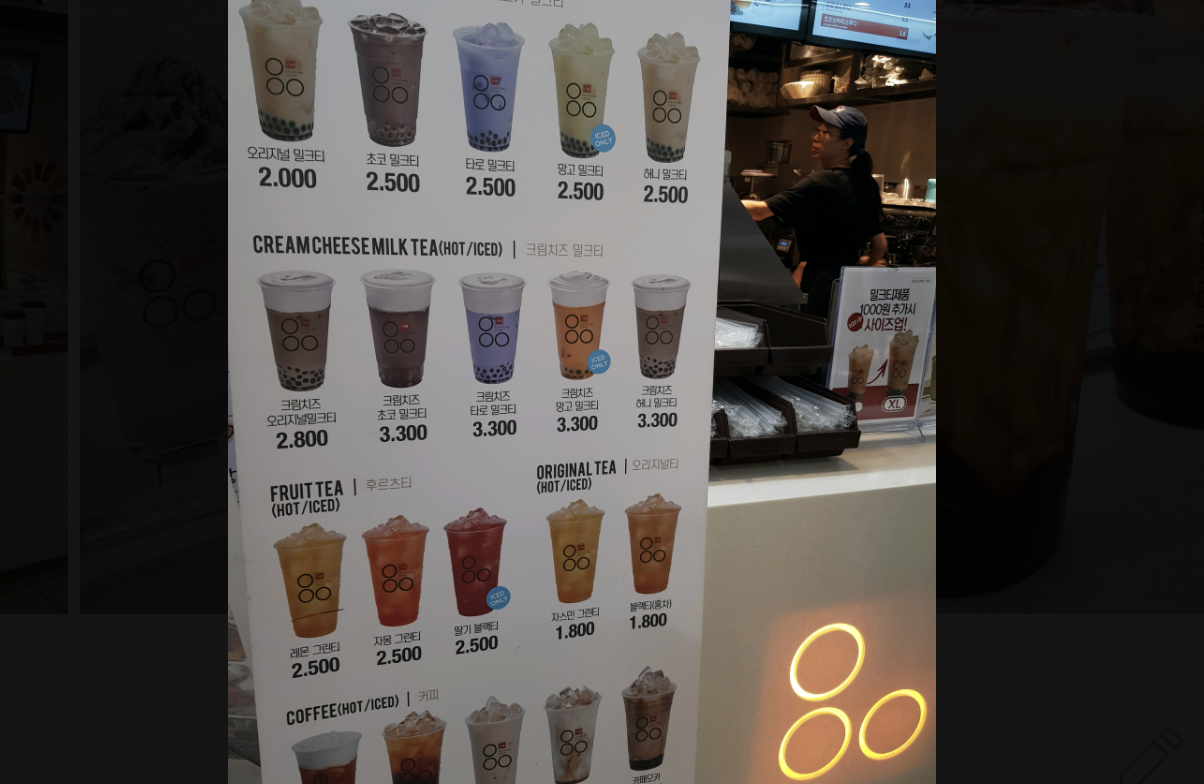 오리지널 밀크티
2.000
초코 밀크티
2.500
타로 밀크티
2.500
ICED
ONLY
망고 밀크티
2.500
허니 밀크티
2.500
CREAM CHEESE MILK TEA(HOT/ICED) | 크림치즈 밀크티
크림치즈
오리지널밀크티
2.800
크림치즈
초코 밀크티
3.300
크림치즈
타로 밀크티
3.300
ICED
ONLY
크림치즈
망고 밀크티
3.300
크림치즈
허니 밀크티
3.300
FRUIT TEA | 후르츠티
(HOT/ICED)
레몬 그린티
2.500
자몽 그린티
2.500
ICED
ONLY
딸기 블랙티
2.500
ORIGINAL TEA | 오리지널티
(HOT/ICED)
자스민 그린티
1.800
블랙티(홍차)
1.800
COFFEE(HOT/ICED) | 커피
카페모카
밀크티제품
1000원 추가시
사이즈업!
XL